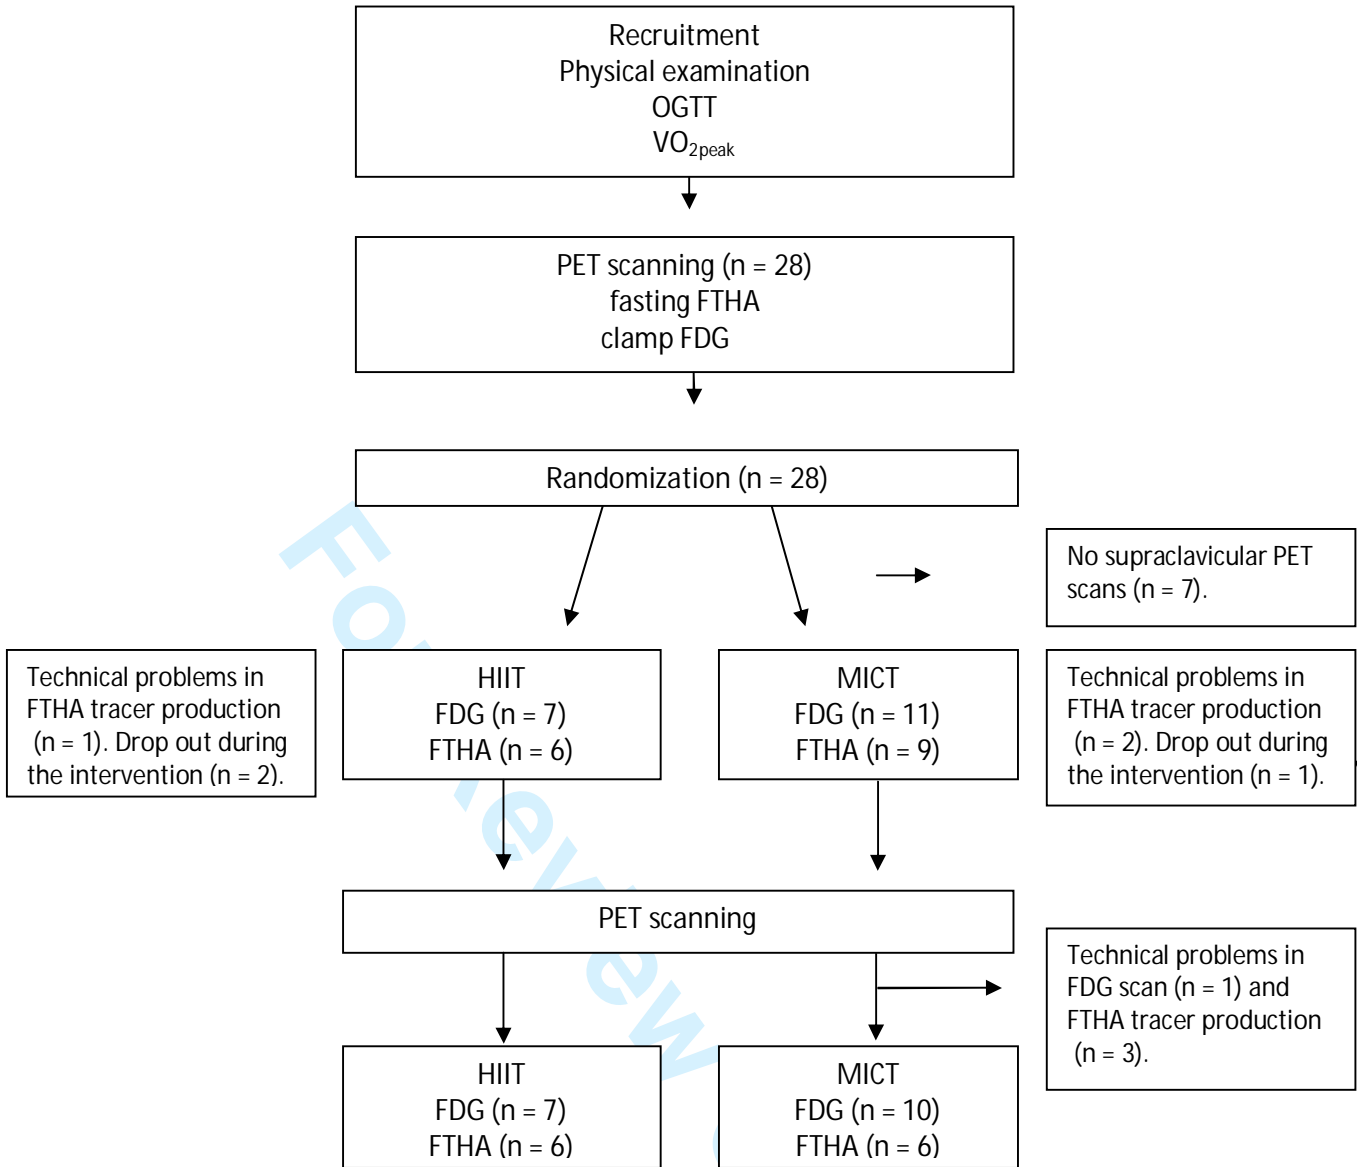 Recruitment
Physical examination
OGTT
VO2peak
PET scanning (n = 28)
fasting FTHA
clamp FDG
Randomization (n = 28)
No supraclavicular PET
scans (n = 7).
Technical problems in
FTHA tracer production
(n = 1). Drop out during
the intervention (n = 2).
HIIT
FDG (n = 7)
FTHA (n = 6)
MICT
FDG (n = 11)
FTHA (n = 9)
Technical problems in
FTHA tracer production
(n = 2). Drop out during
the intervention (n = 1).
PET scanning
Technical problems in
FDG scan (n = 1) and
FTHA tracer production
(n = 3).
HIIT
FDG (n = 7)
FTHA (n = 6)
MICT
FDG (n = 10)
FTHA (n = 6)
For Review